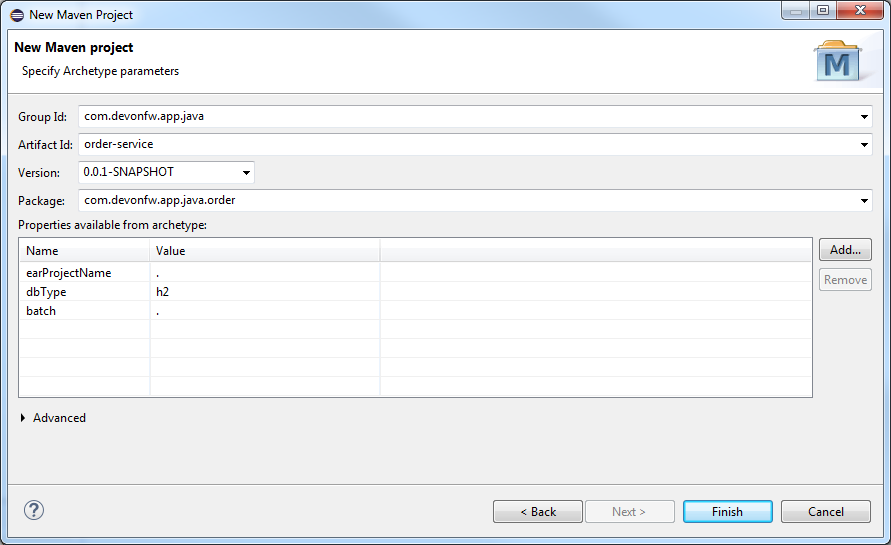 New Maven Project
New Maven project
Specify Archetype parameters
M
Group Id: com.devonfw.app.java
Artifact Id: order-service
Version: 0.0.1-SNAPSHOT
Package: com.devonfw.app.java.order
Properties available from archetype:
Name Value Add...
earProjectName . Remove
dbType h2
batch .
Advanced
? < Back Next > Finish Cancel